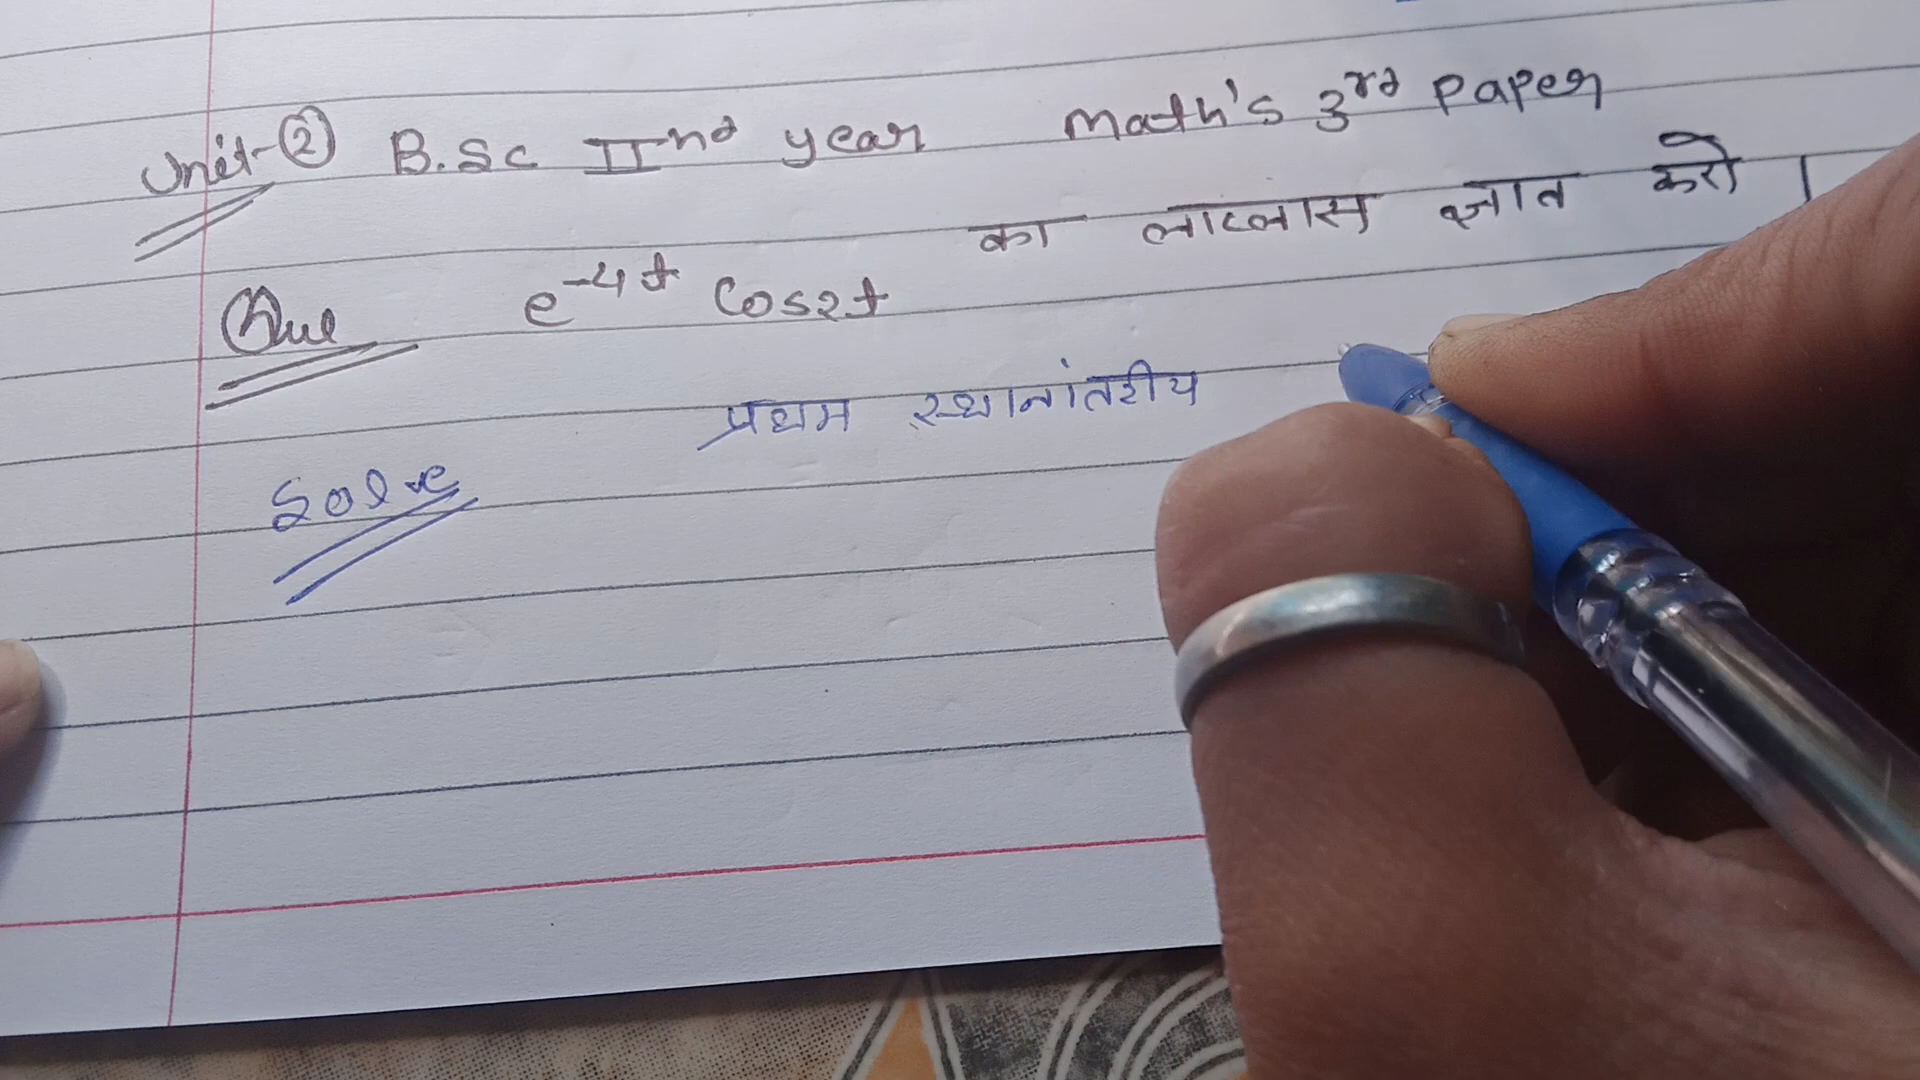 Unit-② B.Sc IInd year Math's 3rd Paper
Que e^-4t Cos2t का लाप्लास ज्ञात करो ।
Solve प्रथम स्थानांतरीय